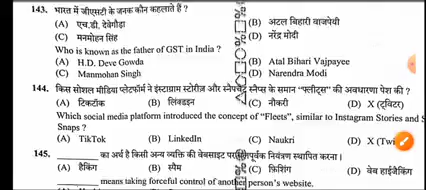 143. भारत में जीएसटी के जनक कौन कहलाते हैं ?
(A) एच.डी. देवेगौड़ा (B) अटल बिहारी वाजपेयी
(C) मनमोहन सिंह (D) नरेंद्र मोदी
Who is known as the father of GST in India ?
(A) H.D. Deve Gowda (B) Atal Bihari Vajpayee
(C) Manmohan Singh (D) Narendra Modi
144. किस सोशल मीडिया प्लेटफॉर्म ने इंस्टाग्राम स्टोरीज़ और स्नैपचैट स्नैप्स के समान “फ्लीट्स” की अवधारणा पेश की ?
(A) टिकटॉक (B) लिंक्डइन (C) नौकरी (D) X (ट्विटर)
Which social media platform introduced the concept of “Fleets”, similar to Instagram Stories and S
Snaps ?
(A) TikTok (B) LinkedIn (C) Naukri (D) X (Twi
145. ________ का अर्थ है किसी अन्य व्यक्ति की वेबसाइट पर नियंत्रण स्थापित करना।
(A) हैकिंग (B) स्पैम (C) फ़िशिंग (D) वेब हाईजैकिंग
________ means taking forceful control of another person’s website.